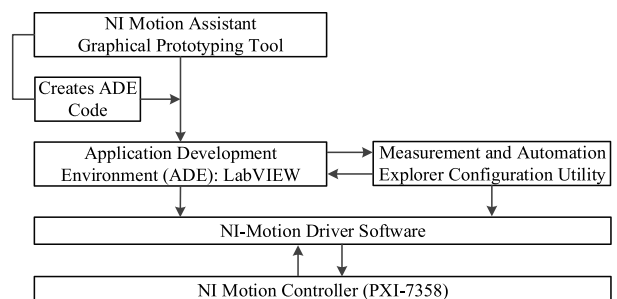 NI Motion Assistant
Graphical Prototyping Tool
Creates ADE
Code
Application Development
Environment (ADE): LabVIEW
Measurement and Automation
Explorer Configuration Utility
NI-Motion Driver Software
NI Motion Controller (PXI-7358)